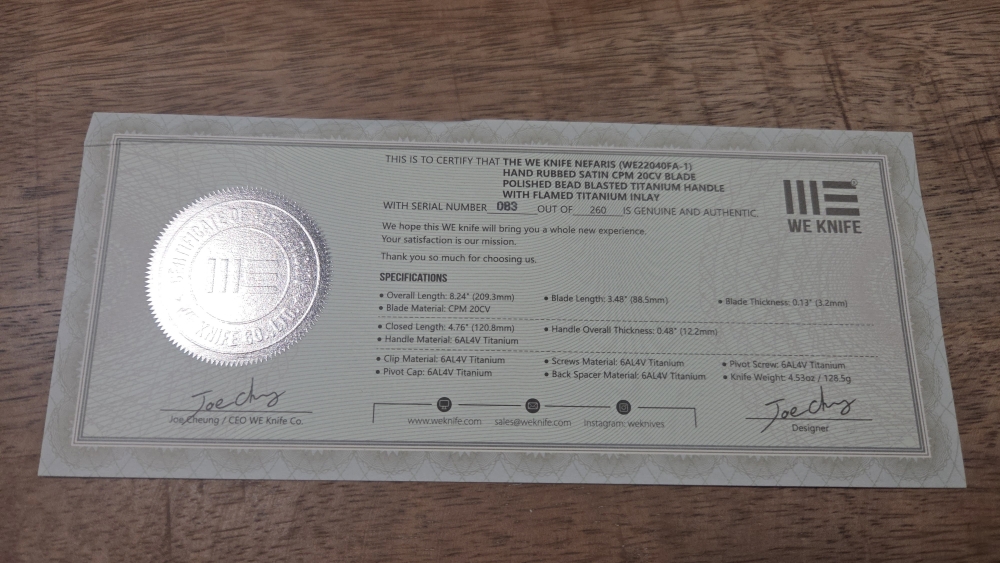 THIS IS TO CERTIFY THAT THE WE KNIFE NEFARIS (WE22040FA-1)
HAND RUBBED SATIN CPM 20CV BLADE
POLISHED BEAD BLASTED TITANIUM HANDLE
WITH FLAMED TITANIUM INLAY
WITH SERIAL NUMBER 083 OUT OF 260 IS GENUINE AND AUTHENTIC.
WE KNIFE
We hope this WE knife will bring you a whole new experience.
Your satisfaction is our mission.
Thank you so much for choosing us.
SPECIFICATIONS
• Overall Length: 8.24" (209.3mm) • Blade Length: 3.48" (88.5mm) • Blade Thickness: 0.13" (3.2mm)
• Blade Material: CPM 20CV
• Closed Length: 4.76" (120.8mm) • Handle Overall Thickness: 0.48" (12.2mm)
• Handle Material: 6AL4V Titanium
• Clip Material: 6AL4V Titanium • Screws Material: 6AL4V Titanium • Pivot Screw: 6AL4V Titanium
• Pivot Cap: 6AL4V Titanium • Back Spacer Material: 6AL4V Titanium • Knife Weight: 4.53oz / 128.5g
CERTIFICATE OF
KNIFE CO., LTD
Joe Cheung / CEO WE Knife Co.
www.weknife.com sales@weknife.com Instagram: weknives
Designer